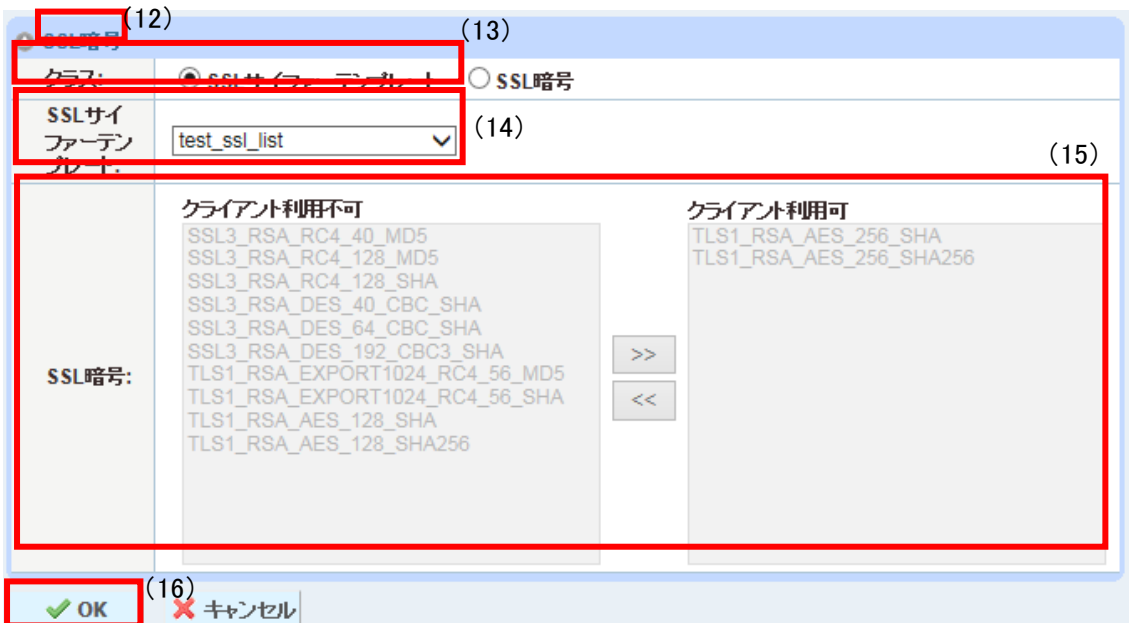 (12)
SSL暗号
(13)
クラス:
SSLサイファーテンプレート
SSL暗号
SSLサイ
ファーテン
プレート:
test_ssl_list
(14)
(15)
SSL暗号:
クライアント利用不可
SSL3_RSA_RC4_40_MD5
SSL3_RSA_RC4_128_MD5
SSL3_RSA_RC4_128_SHA
SSL3_RSA_DES_40_CBC_SHA
SSL3_RSA_DES_64_CBC_SHA
SSL3_RSA_DES_192_CBC3_SHA
TLS1_RSA_EXPORT1024_RC4_56_MD5
TLS1_RSA_EXPORT1024_RC4_56_SHA
TLS1_RSA_AES_128_SHA
TLS1_RSA_AES_128_SHA256
>>
<<
クライアント利用可
TLS1_RSA_AES_256_SHA
TLS1_RSA_AES_256_SHA256
(16)
OK
キャンセル